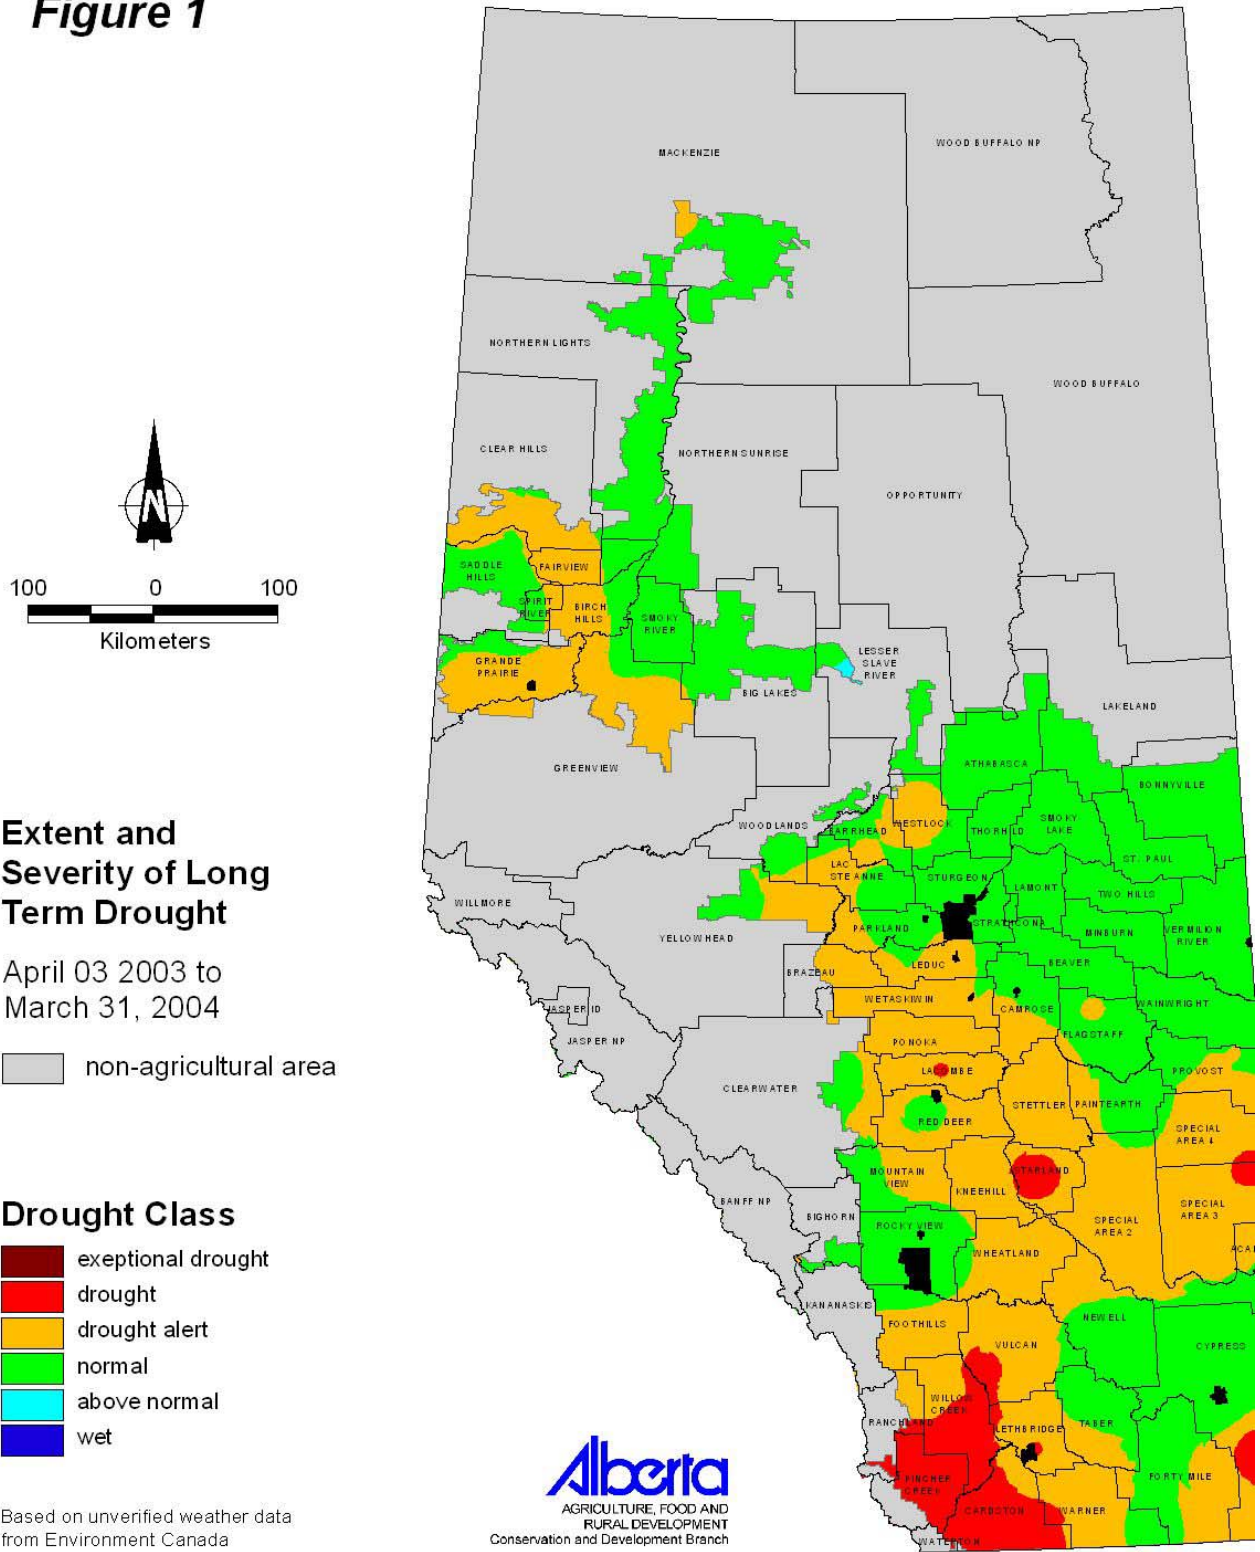 Figure 1
MACKENZIE
WOOD BUFFALO NP
NORTHERN LIGHTS
WOOD BUFFALO
CLEAR HILLS
NORTHERN SUNRISE
OPPORTUNITY
N
100 0 100
Kilometers
SADDLE
HILLS
FAIRVIEW
SPIRIT
RIVER
BIRCH
HILLS
SMOKY
RIVER
GRANDE
PRAIRIE
LESSER
SLAVE
RIVER
BIG LAKES
LAKELAND
GREENVIEW
ATHABASCA
BONNYVILLE
WOODLANDS
BARRHEAD
WESTLOCK
THORHILD
SMOKY
LAKE
ST. PAUL
LAC
STE ANNE
STURGEON
LAMONT
TWO HILLS
WILLMORE
YELLOWHEAD
PARKLAND
STRATHCONA
MINBURN
VERMILION
RIVER
BRAZEAU
LEDUC
BEAVER
WETASKIWIN
CAMROSE
WAINWRIGHT
JASPER ID
JASPER NP
FLAGSTAFF
PONOKA
CLEARWATER
LACOMBE
PROVOST
STETTLER
PAINTEARTH
RED DEER
SPECIAL
AREA 4
MOUNTAIN
VIEW
STARLAND
KNEEHILL
BANFF NP
BIGHORN
ROCKY VIEW
SPECIAL
AREA 2
SPECIAL
AREA 3
WHEATLAND
ACA
KANANASKIS
FOOTHILLS
VULCAN
NEWELL
CYPRESS
WILLOW
CREEK
RANCHLAND
LETHBRIDGE
TABER
PINCHER
CREEK
FORTY MILE
CARDSTON
WARNER
WATERTON
Extent and
Severity of Long
Term Drought
April 03 2003 to
March 31, 2004
non-agricultural area
Drought Class
exeptional drought
drought
drought alert
normal
above normal
wet
Based on unverified weather data
from Environment Canada
Alberta
AGRICULTURE, FOOD AND
RURAL DEVELOPMENT
Conservation and Development Branch